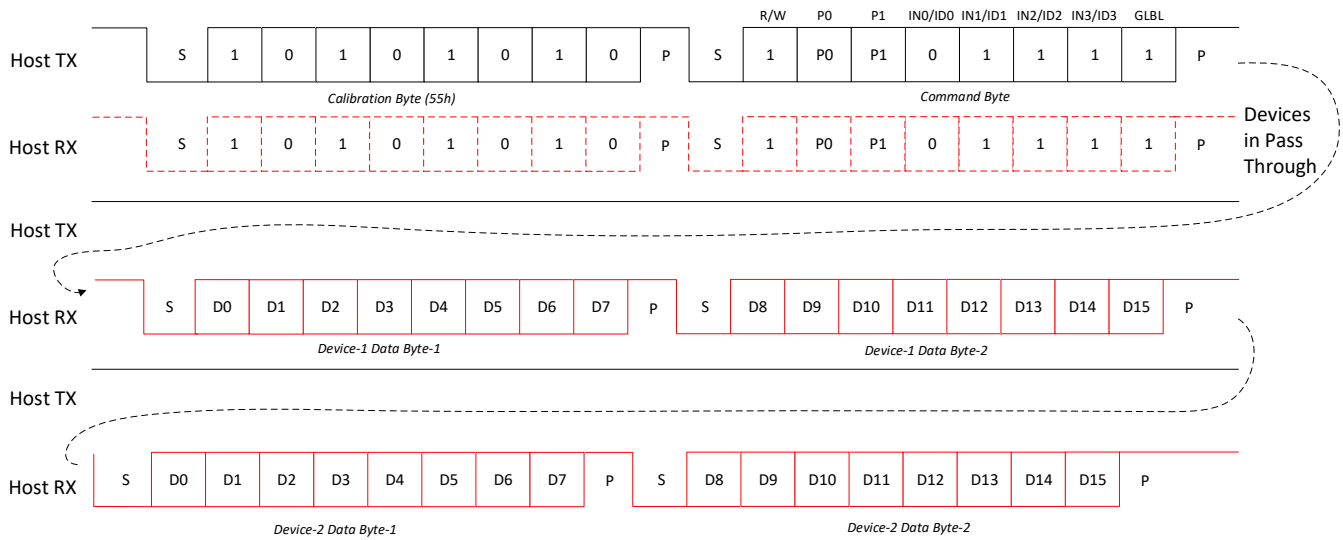 R/W P0 P1 IN0/ID0 IN1/ID1 IN2/ID2 IN3/ID3 GLBL
Host TX S 1 0 1 0 1 0 1 0 P S 1 P0 P1 0 1 1 1 1 P
Calibration Byte (55h) Command Byte
Host RX S 1 0 1 0 1 0 1 0 P S 1 P0 P1 0 1 1 1 1 P
Devices
in Pass
Through
Host TX
Host RX S D0 D1 D2 D3 D4 D5 D6 D7 P S D8 D9 D10 D11 D12 D13 D14 D15 P
Device-1 Data Byte-1 Device-1 Data Byte-2
Host TX
Host RX S D0 D1 D2 D3 D4 D5 D6 D7 P S D8 D9 D10 D11 D12 D13 D14 D15 P
Device-2 Data Byte-1 Device-2 Data Byte-2